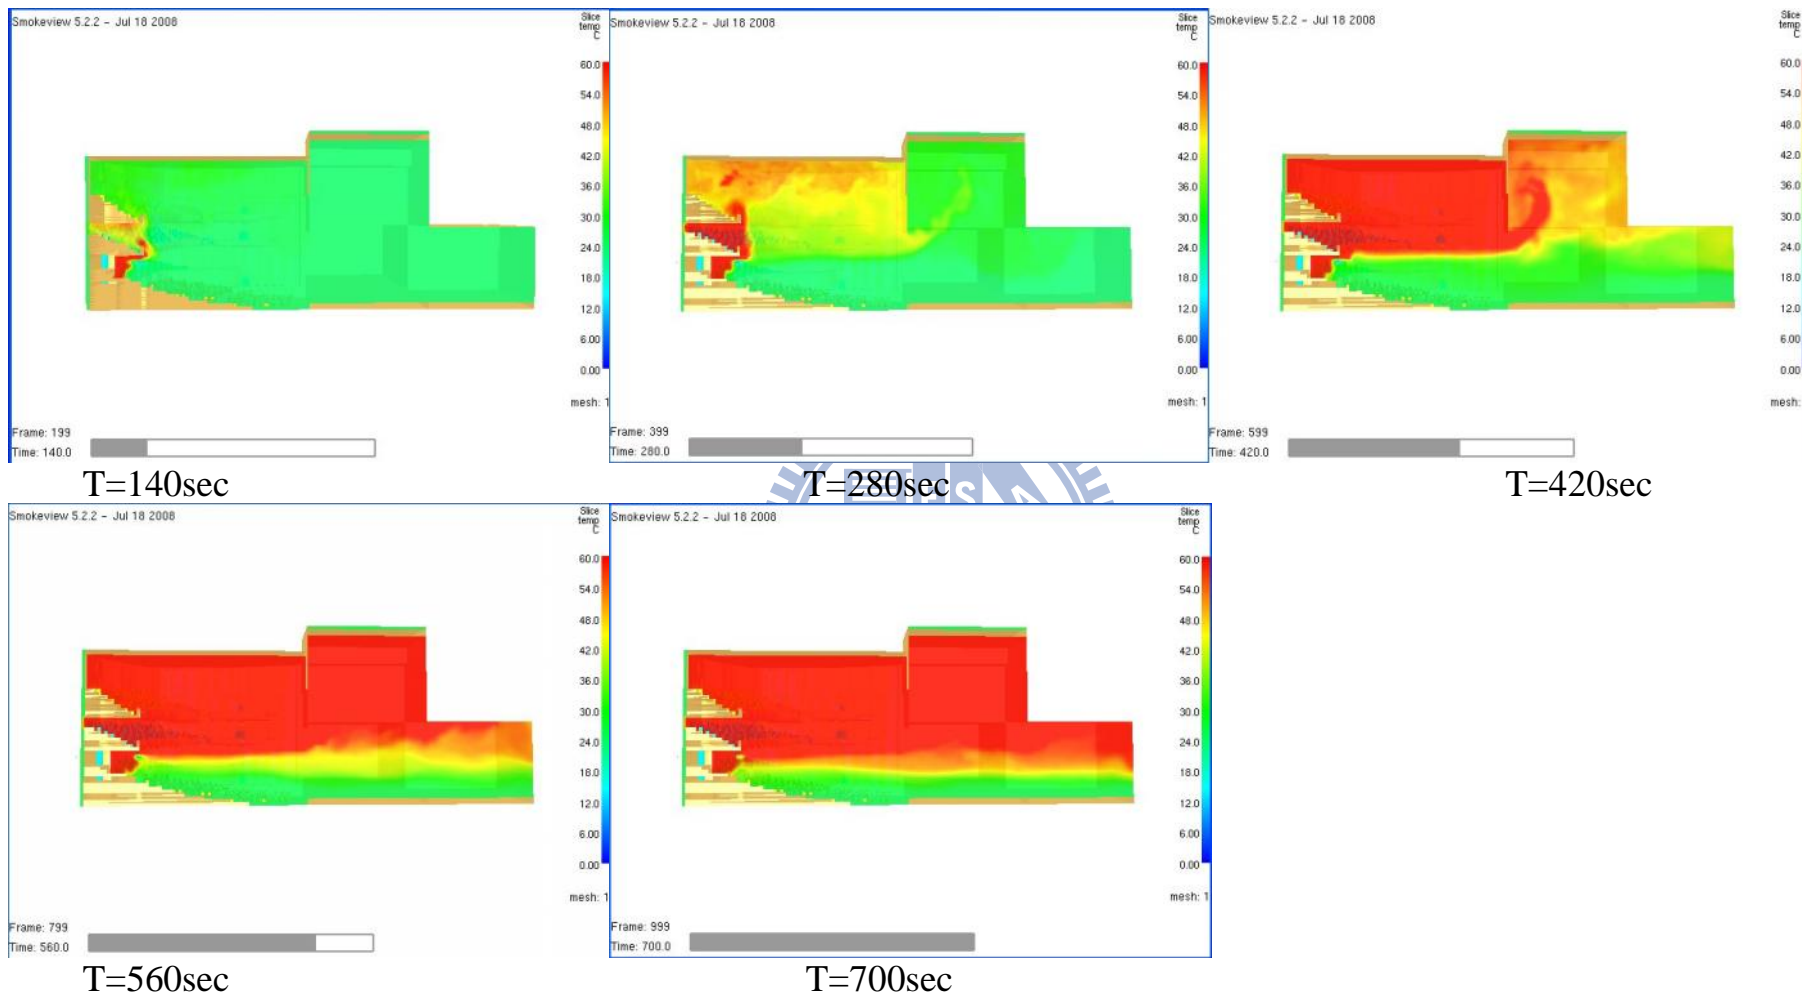 Smokeview 5.2.2 - Jul 18 2008
Slice
temp
C
60.0
54.0
48.0
42.0
36.0
30.0
24.0
18.0
12.0
6.00
0.00
mesh: 1
Frame: 199
Time: 140.0
T=140sec
Smokeview 5.2.2 - Jul 18 2008
Slice
temp
C
60.0
54.0
48.0
42.0
36.0
30.0
24.0
18.0
12.0
6.00
0.00
mesh: 1
Frame: 399
Time: 280.0
T=280sec
Smokeview 5.2.2 - Jul 18 2008
Slice
temp
C
60.0
54.0
48.0
42.0
36.0
30.0
24.0
18.0
12.0
6.00
0.00
mesh:
Frame: 599
Time: 420.0
T=420sec
Smokeview 5.2.2 - Jul 18 2008
Slice
temp
C
60.0
54.0
48.0
42.0
36.0
30.0
24.0
18.0
12.0
6.00
0.00
mesh: 1
Frame: 799
Time: 560.0
T=560sec
Smokeview 5.2.2 - Jul 18 2008
Slice
temp
C
60.0
54.0
48.0
42.0
36.0
30.0
24.0
18.0
12.0
6.00
0.00
mesh: 1
Frame: 999
Time: 700.0
T=700sec